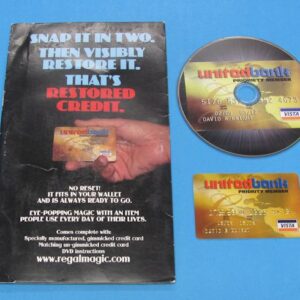 SNAP IT IN TWO.
THEN VISIBLY
RESTORE IT.
THAT'S
RESTORED
CREDIT.
NO RESET!
IT FITS IN YOUR WALLET
AND IS ALWAYS READY TO GO.
EYE-POPPING MAGIC WITH AN ITEM
PEOPLE USE EVERY DAY OF THEIR LIVES.
Comes complete with:
Specially manufactured, gimmicked credit card
Matching un-gimmicked credit card
DVD instructions
www.regalmagic.com
unitedbank
PRIORITY MEMBER
VISTA
unitedbank
PRIORITY MEMBER
VISTA